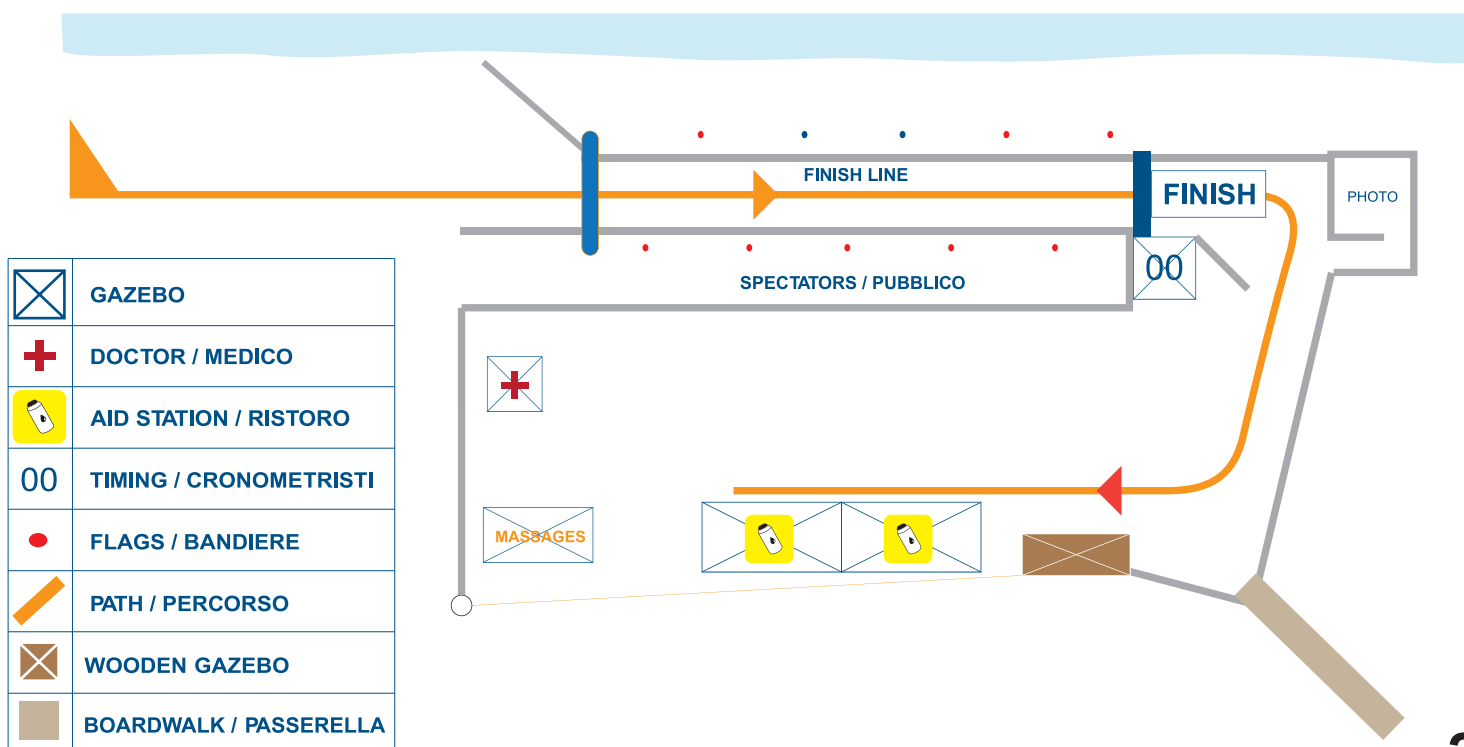 FINISH LINE
FINISH
PHOTO
00
SPECTATORS / PUBBLICO
GAZEBO
DOCTOR / MEDICO
AID STATION / RISTORO
00
TIMING / CRONOMETRISTI
FLAGS / BANDIERE
PATH / PERCORSO
WOODEN GAZEBO
BOARDWALK / PASSERELLA
MASSAGES